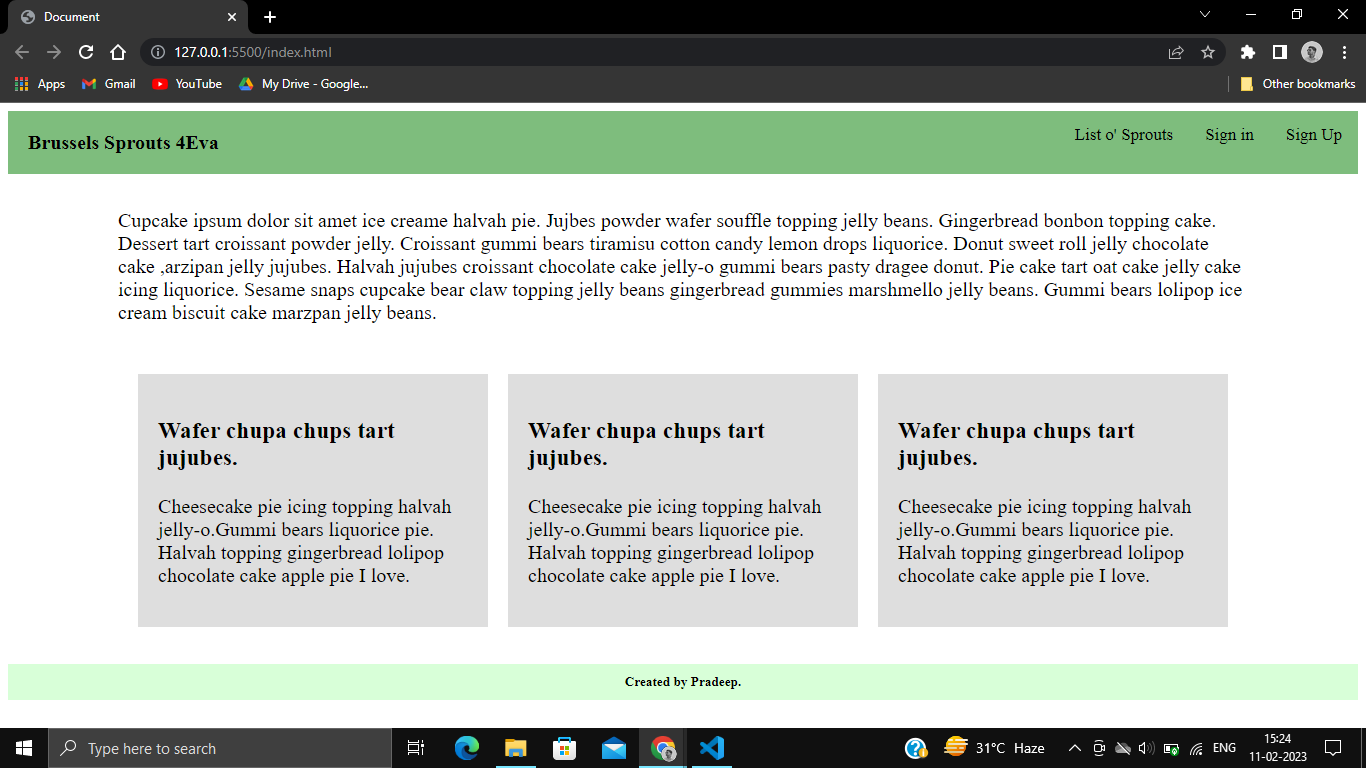 Document
127.0.0.1:5500/index.html
Apps Gmail YouTube My Drive - Google... Other bookmarks
Brussels Sprouts 4Eva List o' Sprouts Sign in Sign Up
Cupcake ipsum dolor sit amet ice creame halvah pie. Jujbes powder wafer souffle topping jelly beans. Gingerbread bonbon topping cake.
Dessert tart croissant powder jelly. Croissant gummi bears tiramisu cotton candy lemon drops liquorice. Donut sweet roll jelly chocolate
cake ,arzipan jelly jujubes. Halvah jujubes croissant chocolate cake jelly-o gummi bears pasty dragee donut. Pie cake tart oat cake jelly cake
icing liquorice. Sesame snaps cupcake bear claw topping jelly beans gingerbread gummies marshmello jelly beans. Gummi bears lolipop ice
cream biscuit cake marzpan jelly beans.
Wafer chupa chups tart
jujubes.
Cheesecake pie icing topping halvah
jelly-o.Gummi bears liquorice pie.
Halvah topping gingerbread lolipop
chocolate cake apple pie I love.
Wafer chupa chups tart
jujubes.
Cheesecake pie icing topping halvah
jelly-o.Gummi bears liquorice pie.
Halvah topping gingerbread lolipop
chocolate cake apple pie I love.
Wafer chupa chups tart
jujubes.
Cheesecake pie icing topping halvah
jelly-o.Gummi bears liquorice pie.
Halvah topping gingerbread lolipop
chocolate cake apple pie I love.
Created by Pradeep.
Type here to search
31°C Haze
ENG
15:24
11-02-2023